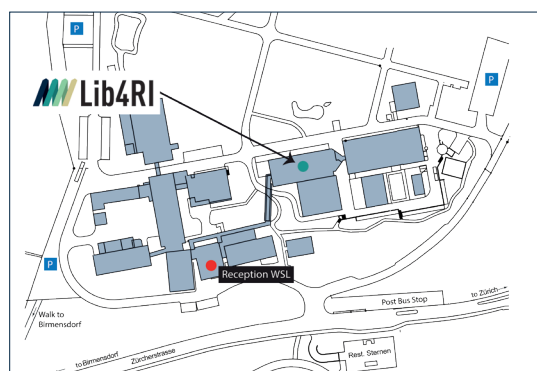 P
P
Lib4RI
P
Reception WSL
Walk to
Birmensdorf
Post Bus Stop
to Zürich
to Birmensdorf
Zürcherstrasse
Rest. Sternen